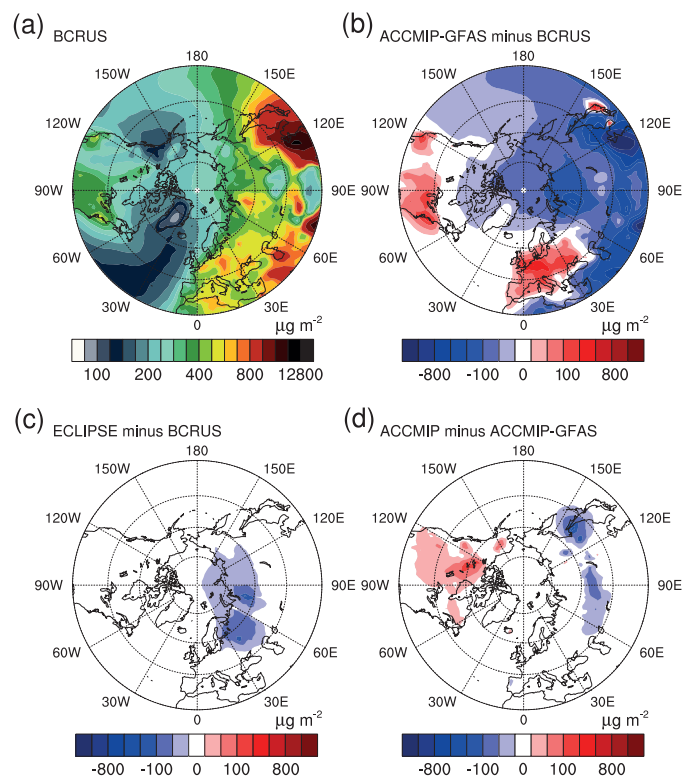 (a) BCRUS
180
150W 150E
120W 120E
90W 90E
60W 60E
30W 30E
0
µg m-2
100 200 400 800 12800
(b) ACCMIP-GFAS minus BCRUS
180
150W 150E
120W 120E
90W 90E
60W 60E
30W 30E
0
µg m-2
-800 -100 0 100 800
(c) ECLIPSE minus BCRUS
180
150W 150E
120W 120E
90W 90E
60W 60E
30W 30E
0
µg m-2
-800 -100 0 100 800
(d) ACCMIP minus ACCMIP-GFAS
180
150W 150E
120W 120E
90W 90E
60W 60E
30W 30E
0
µg m-2
-800 -100 0 100 800